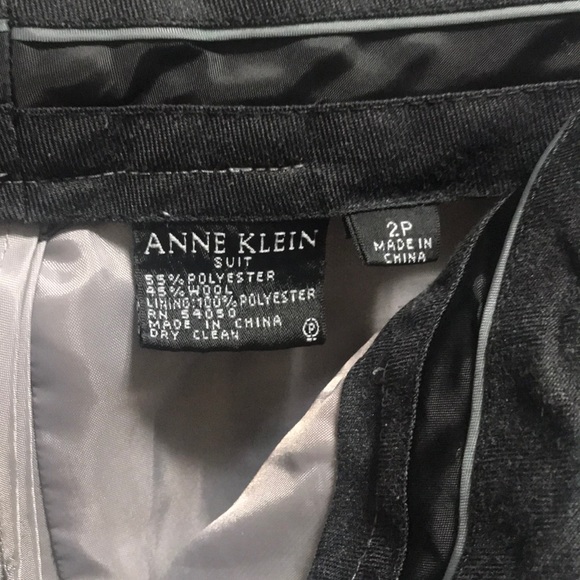 ANNE KLEIN
SUIT
55% POLYESTER
45% WOOL
LINING:100% POLYESTER
RN 54050
MADE IN CHINA
DRY CLEAN
P
2P
MADE IN
CHINA